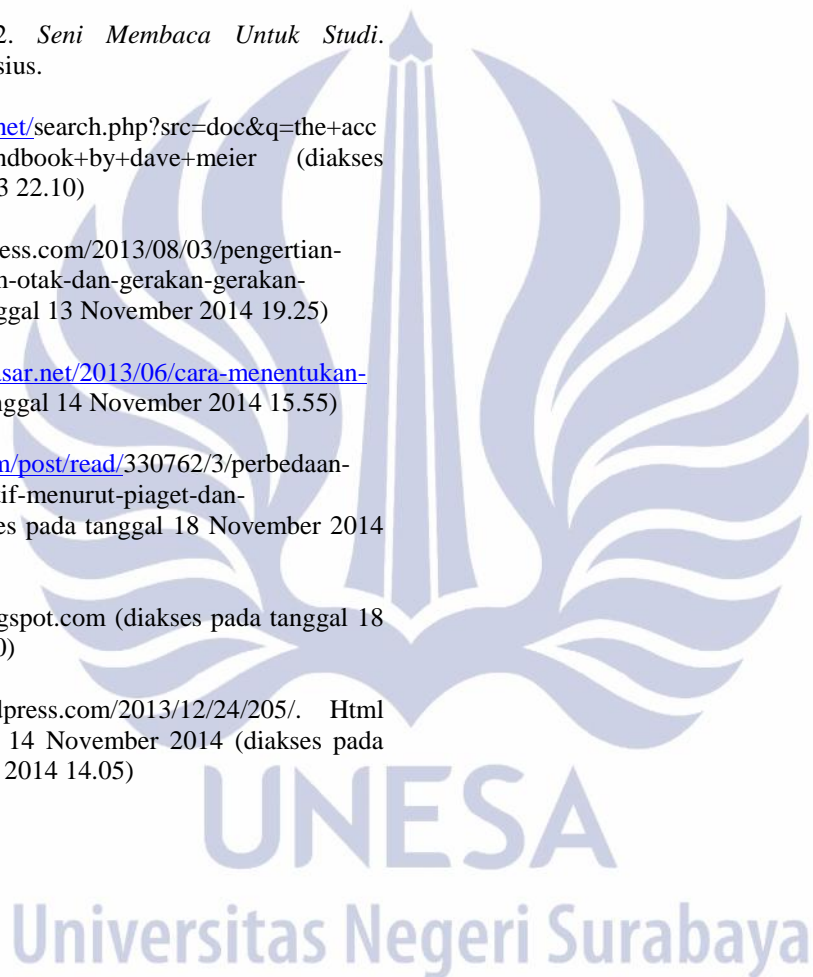 2. Seni Membaca Untuk Studi.
sius.
net/search.php?src=doc&q=the+acc
ndbook+by+dave+meier (diakses
3 22.10)
ess.com/2013/08/03/pengertian-
n-otak-dan-gerakan-gerakan-
ggal 13 November 2014 19.25)
asar.net/2013/06/cara-menentukan-
nggal 14 November 2014 15.55)
m/post/read/330762/3/perbedaan-
tif-menurut-piaget-dan-
es pada tanggal 18 November 2014
gspot.com (diakses pada tanggal 18
0)
dpress.com/2013/12/24/205/. Html
14 November 2014 (diakses pada
2014 14.05)
UNESA
Universitas Negeri Surabaya